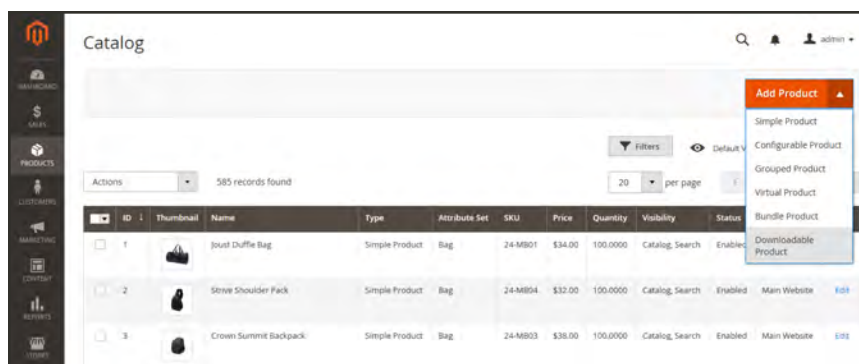 Catalog
admin
DASHBOARD
Add Product
$
SALES
Simple Product
Filters
Default V
Configurable Product
PRODUCTS
Grouped Product
Actions
585 records found
20
per page
Virtual Product
CUSTOMERS
Bundle Product
ID Thumbnail Name Type Attribute Set SKU Price Quantity Visibility Status
MARKETING
Downloadable
Product
1 Joust Duffle Bag Simple Product Bag 24-MB01 $34.00 100.0000 Catalog, Search Enabled
CONTENT
2 Strive Shoulder Pack Simple Product Bag 24-MB04 $32.00 100.0000 Catalog, Search Enabled Main Website Edit
REPORTS
3 Crown Summit Backpack Simple Product Bag 24-MB03 $38.00 100.0000 Catalog, Search Enabled Main Website Edit
STORES